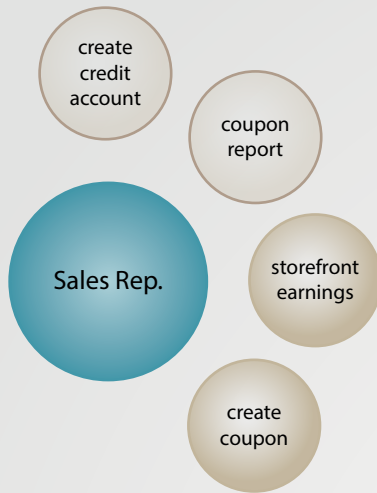 create
credit
account
coupon
report
Sales Rep.
storefront
earnings
create
coupon